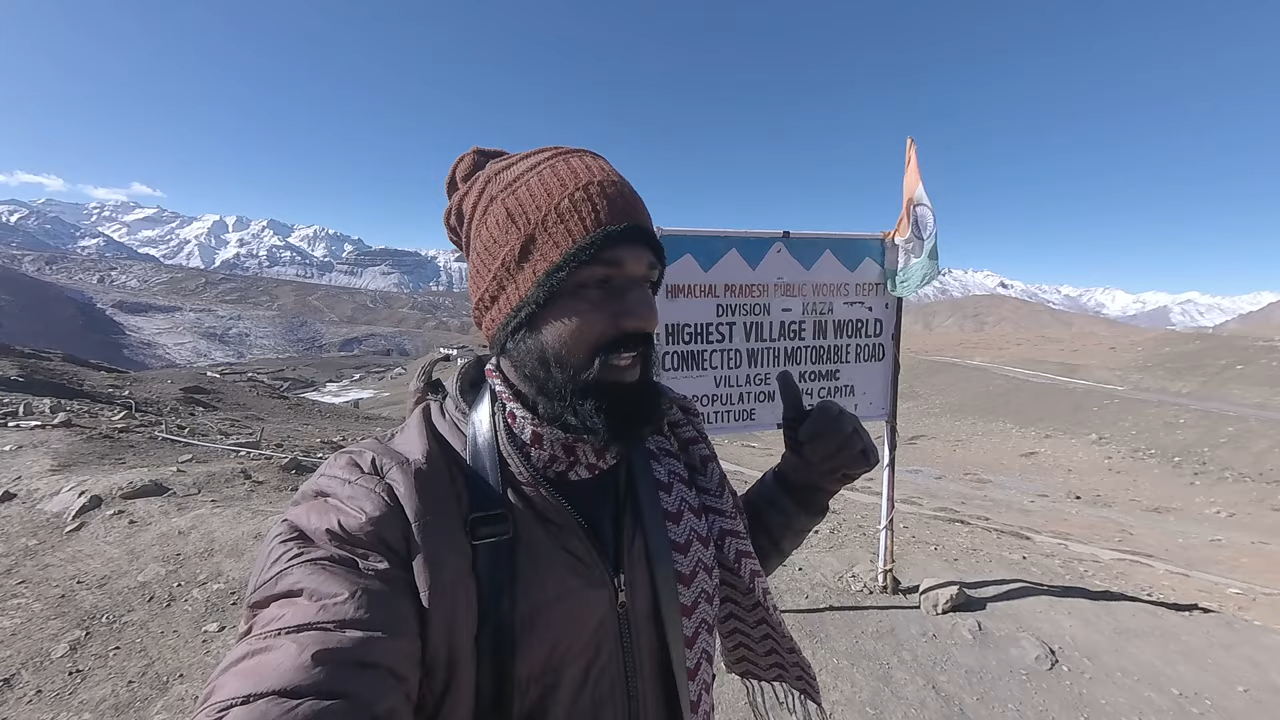 HIMACHAL PRADESH PUBLIC WORKS DEPTT
DIVISION - KAZA
HIGHEST VILLAGE IN WORLD
CONNECTED WITH MOTORABLE ROAD
VILLAGE KOMIC
POPULATION 114 CAPITA
ALTITUDE